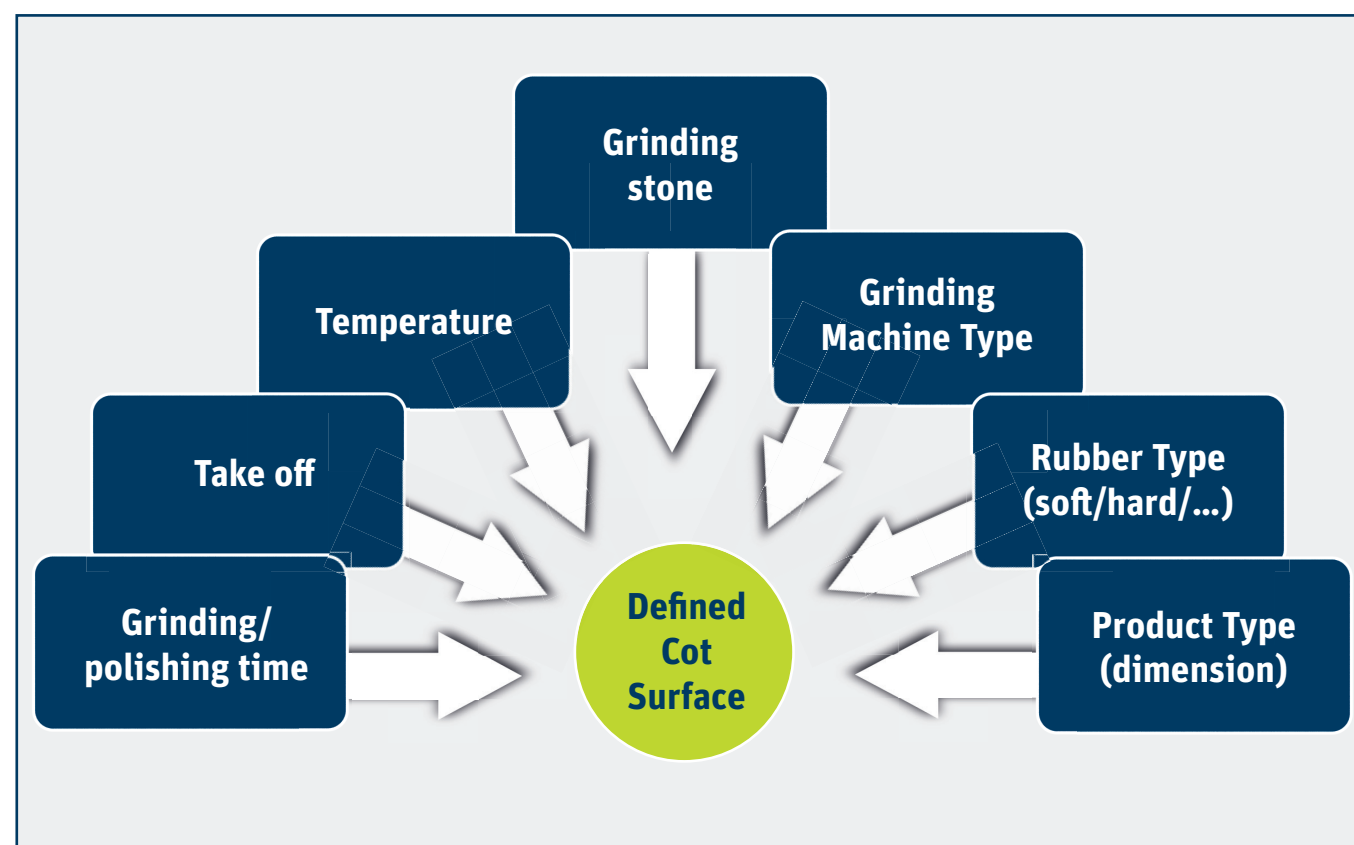 Grinding
stone
Temperature
Grinding
Machine Type
Take off
Rubber Type
(soft/hard/...)
Grinding/
polishing time
Defined
Cot
Surface
Product Type
(dimension)